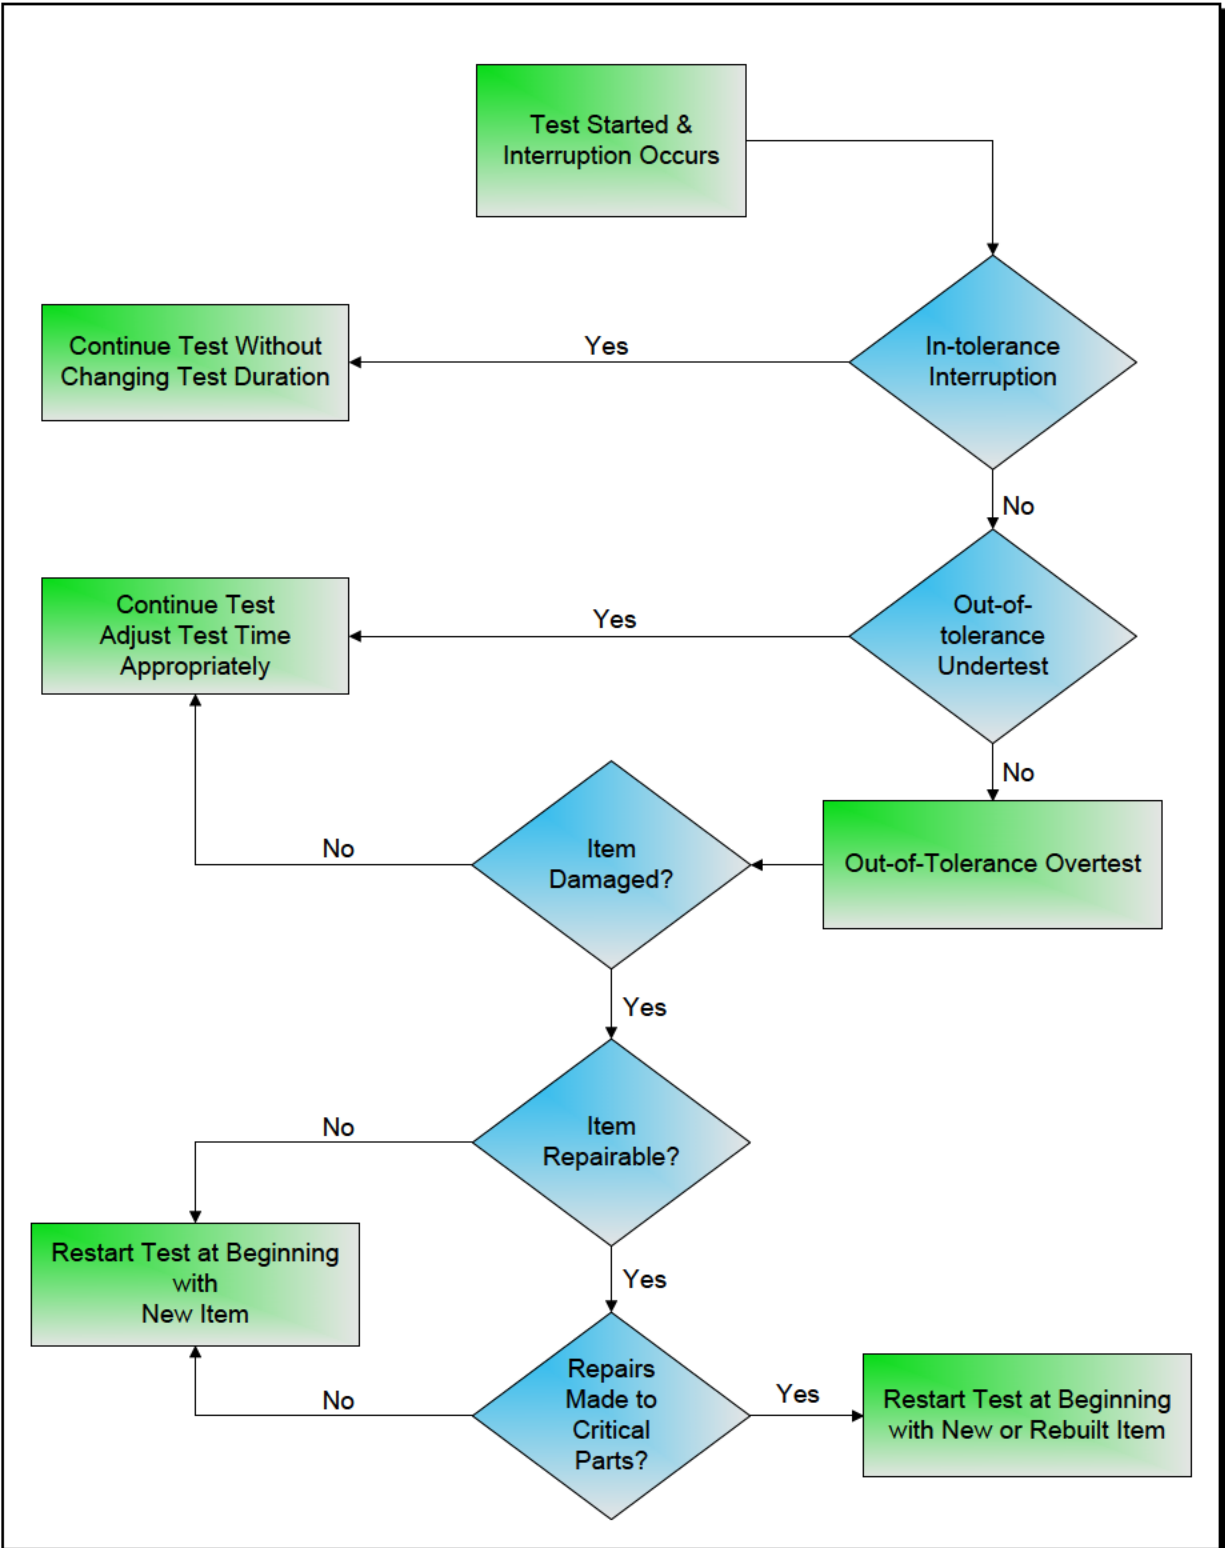 Test Started &
Interruption Occurs
In-tolerance
Interruption
Yes
Continue Test Without
Changing Test Duration
No
Out-of-
tolerance
Undertest
Yes
Continue Test
Adjust Test Time
Appropriately
No
Out-of-Tolerance Overtest
Item
Damaged?
No
Yes
Item
Repairable?
No
Restart Test at Beginning
with
New Item
Yes
Repairs
Made to
Critical
Parts?
No
Yes
Restart Test at Beginning
with New or Rebuilt Item